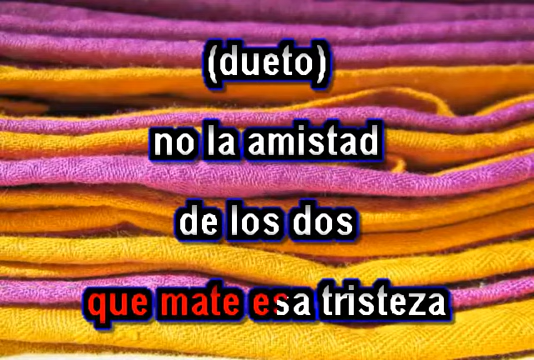 (dueto)
no la amistad
de los dos
que mate esa tristeza